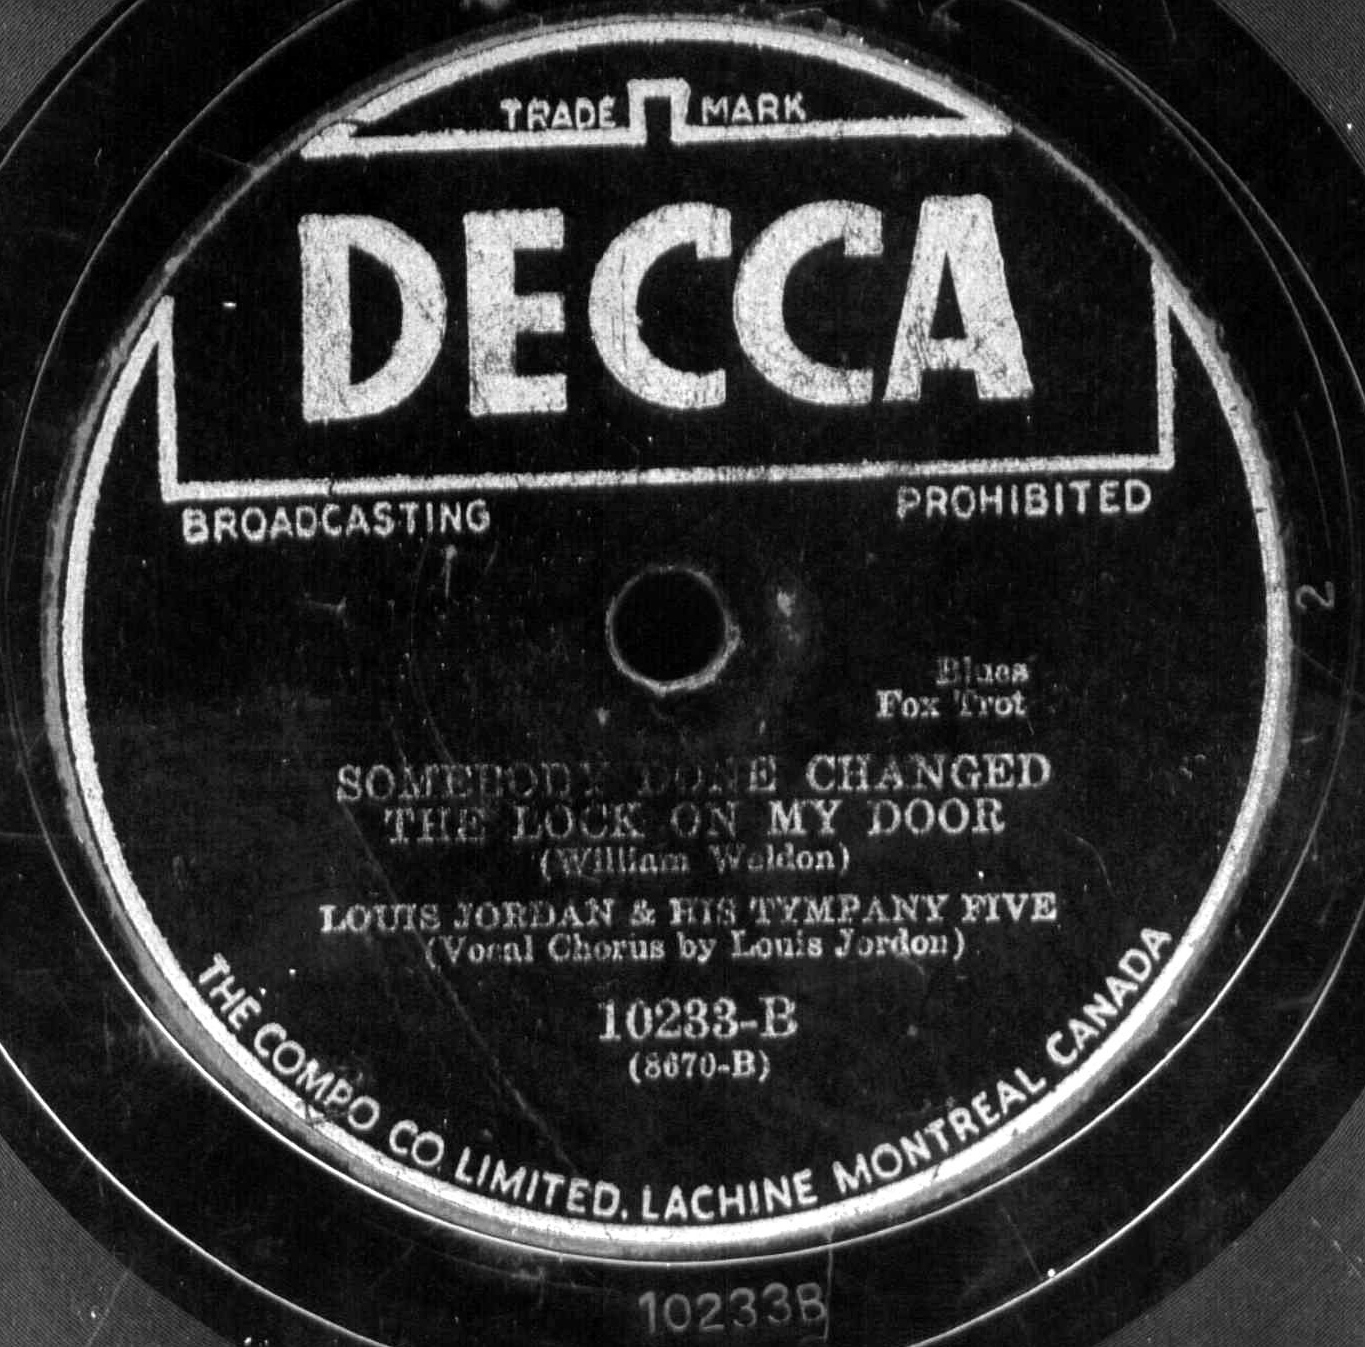 TRADE MARK
DECCA
BROADCASTING PROHIBITED
2
Blues
Fox Trot
SOMEBODY DONE CHANGED
THE LOCK ON MY DOOR
(William Weldon)
LOUIS JORDAN & HIS TYMPANY FIVE
(Vocal Chorus by Louis Jordon)
10233-B
(8670-B)
THE COMPO CO LIMITED. LACHINE MONTREAL CANADA
10233B